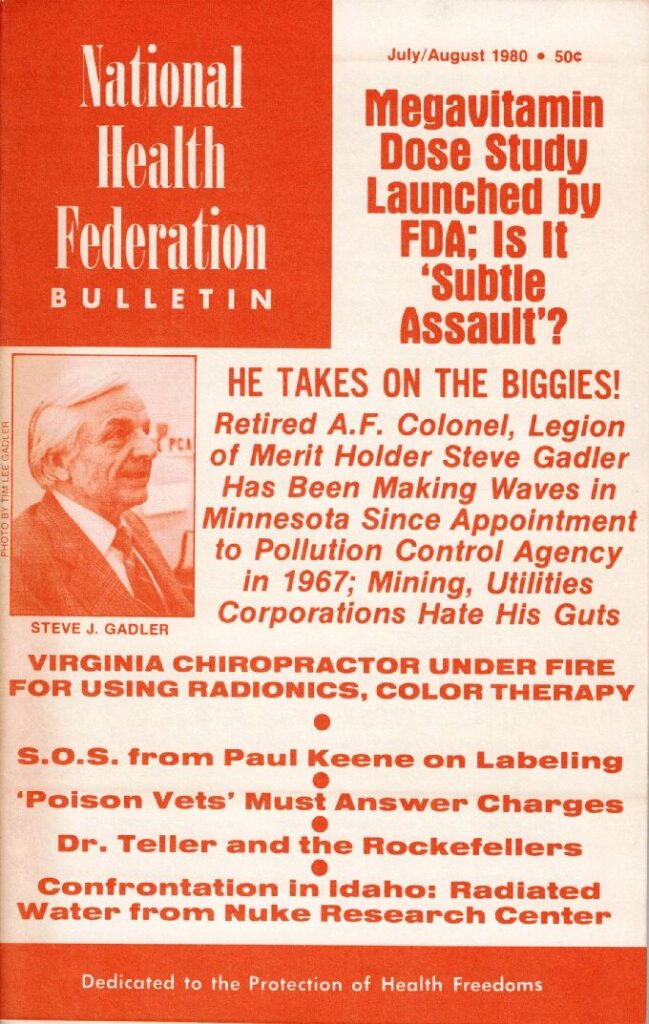 National
Health
Federation
BULLETIN
July/August 1980 • 50¢
Megavitamin
Dose Study
Launched by
FDA; Is It
‘Subtle
Assault’?
PHOTO BY TIM LEE GADLER
PCA
STEVE J. GADLER
HE TAKES ON THE BIGGIES!
Retired A.F. Colonel, Legion
of Merit Holder Steve Gadler
Has Been Making Waves in
Minnesota Since Appointment
to Pollution Control Agency
in 1967; Mining, Utilities
Corporations Hate His Guts
VIRGINIA CHIROPRACTOR UNDER FIRE
FOR USING RADIONICS, COLOR THERAPY
S.O.S. from Paul Keene on Labeling
‘Poison Vets’ Must Answer Charges
Dr. Teller and the Rockefellers
Confrontation in Idaho: Radiated
Water from Nuke Research Center
Dedicated to the Protection of Health Freedoms